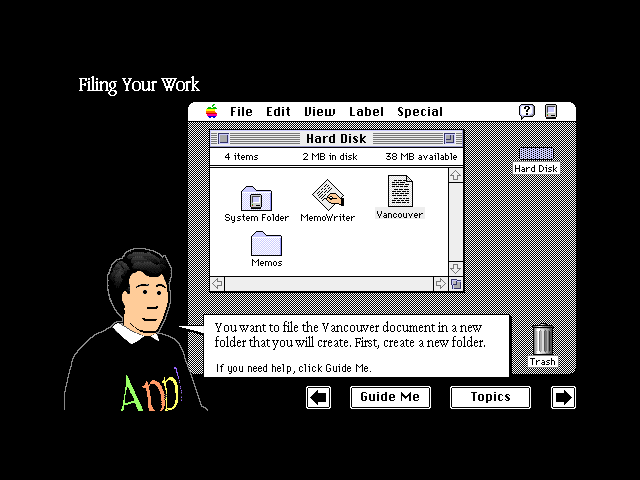 Filing Your Work
File Edit View Label Special
Hard Disk
4 items 2 MB in disk 38 MB available
Hard Disk
System Folder MemoWriter Vancouver
Memos
You want to file the Vancouver document in a new
folder that you will create. First, create a new folder.
If you need help, click Guide Me.
Trash
Appl
Guide Me Topics